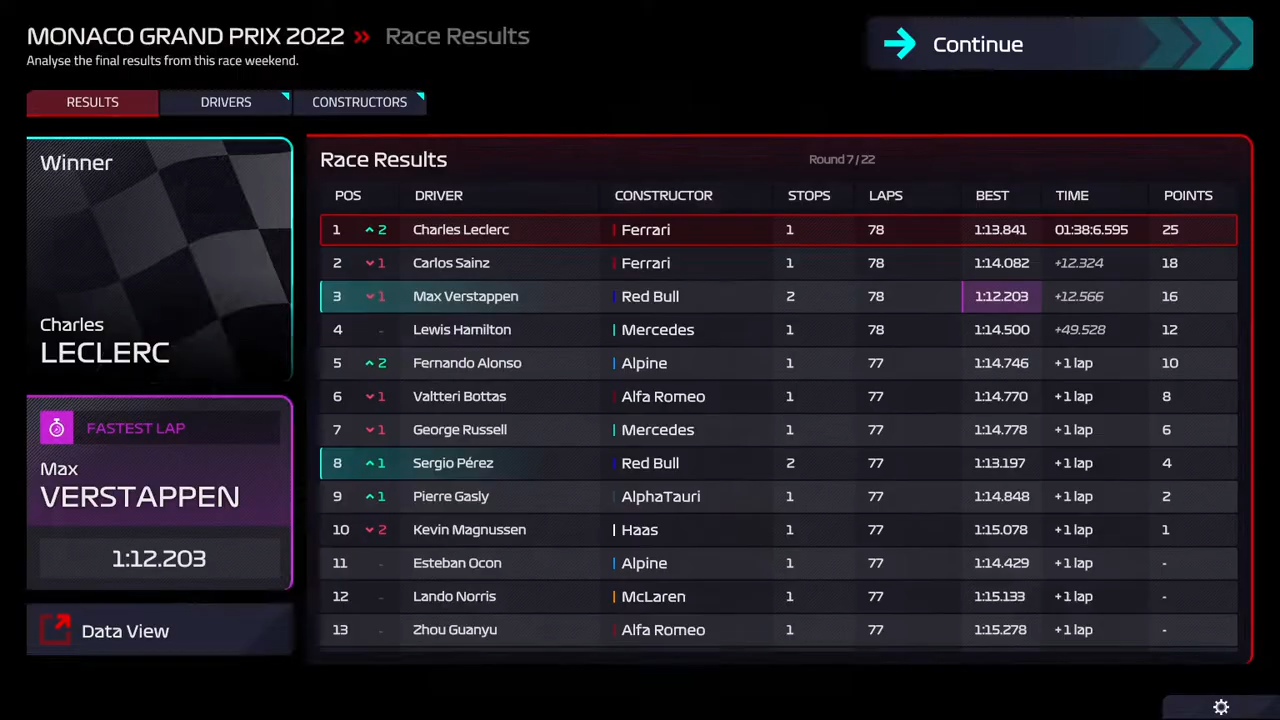 MONACO GRAND PRIX 2022 » Race Results
Analyse the final results from this race weekend.
Continue
RESULTS DRIVERS CONSTRUCTORS
Winner
Charles
LECLERC
FASTEST LAP
Max
VERSTAPPEN
1:12.203
Data View
Race Results Round 7 / 22
POS DRIVER CONSTRUCTOR STOPS LAPS BEST TIME POINTS
1 2 Charles Leclerc Ferrari 1 78 1:13.841 01:38:6.595 25
2 1 Carlos Sainz Ferrari 1 78 1:14.082 +12.324 18
3 1 Max Verstappen Red Bull 2 78 1:12.203 +12.566 16
4 - Lewis Hamilton Mercedes 1 78 1:14.500 +49.528 12
5 2 Fernando Alonso Alpine 1 77 1:14.746 +1 lap 10
6 1 Valtteri Bottas Alfa Romeo 1 77 1:14.770 +1 lap 8
7 1 George Russell Mercedes 1 77 1:14.778 +1 lap 6
8 1 Sergio Pérez Red Bull 2 77 1:13.197 +1 lap 4
9 1 Pierre Gasly AlphaTauri 1 77 1:14.848 +1 lap 2
10 2 Kevin Magnussen Haas 1 77 1:15.078 +1 lap 1
11 - Esteban Ocon Alpine 1 77 1:14.429 +1 lap -
12 - Lando Norris McLaren 1 77 1:15.133 +1 lap -
13 - Zhou Guanyu Alfa Romeo 1 77 1:15.278 +1 lap -